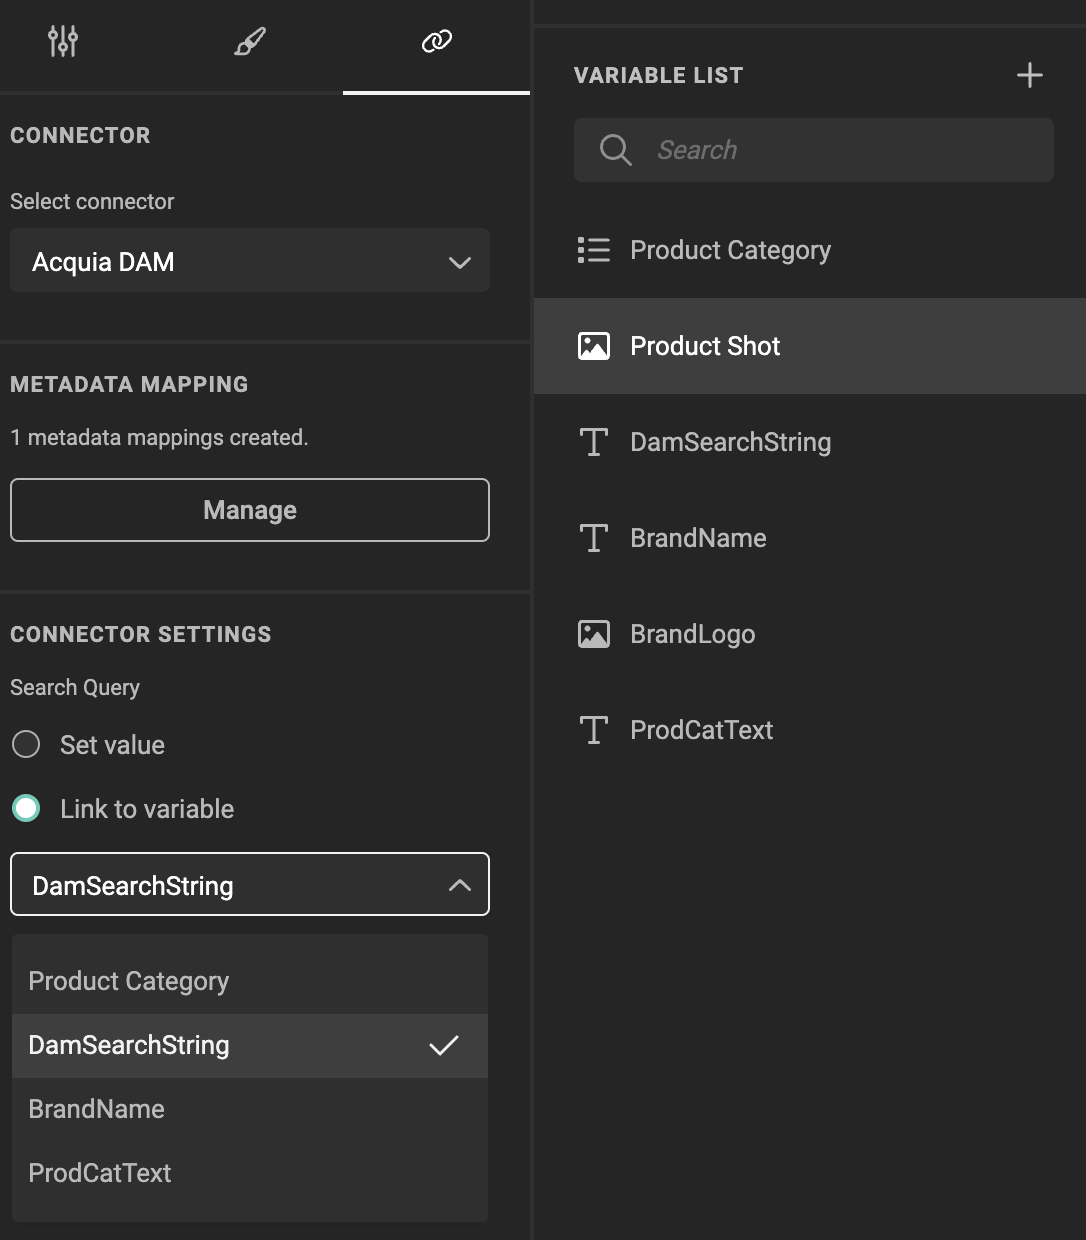 CONNECTOR
Select connector
Acquia DAM
METADATA MAPPING
1 metadata mappings created.
Manage
CONNECTOR SETTINGS
Search Query
Set value
Link to variable
DamSearchString
Product Category
DamSearchString
BrandName
ProdCatText
VARIABLE LIST
Search
Product Category
Product Shot
DamSearchString
BrandName
BrandLogo
ProdCatText